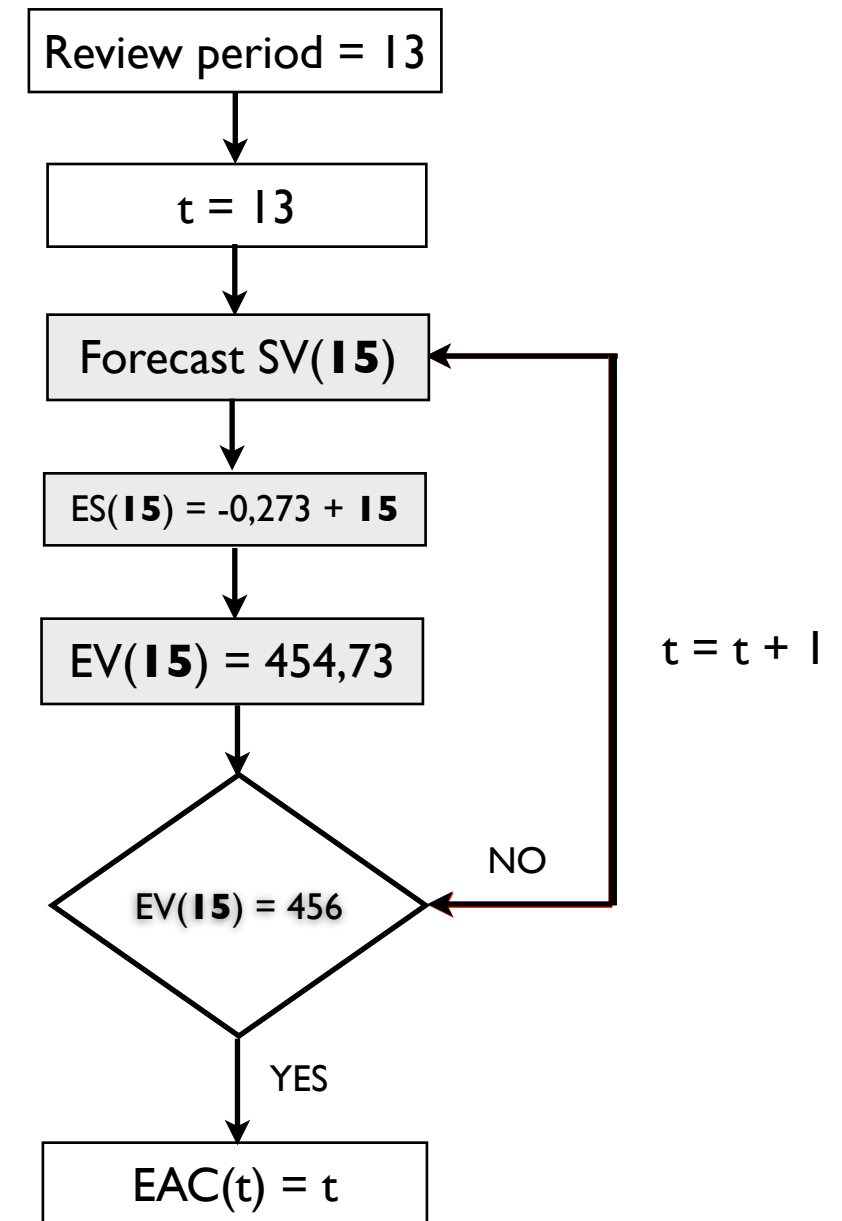 Review period = 13
t = 13
Forecast SV(15)
ES(15) = -0,273 + 15
EV(15) = 454,73
t = t + 1
NO
EV(15) = 456
YES
EAC(t) = t